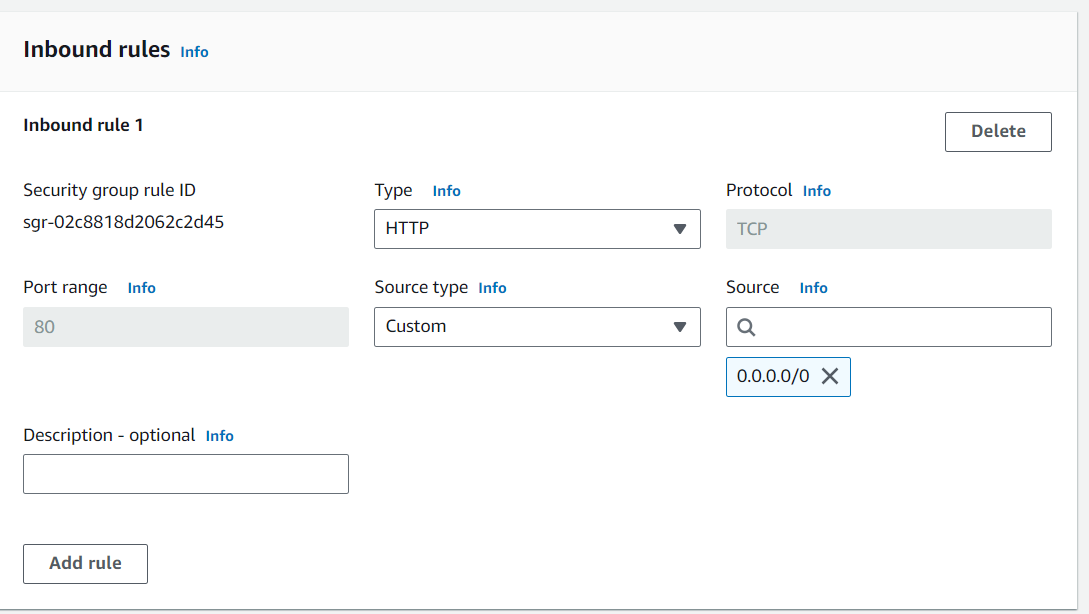 Inbound rules Info
Inbound rule 1
Delete
Security group rule ID
sgr-02c8818d2062c2d45
Type Info
HTTP
Protocol Info
TCP
Port range Info
80
Source type Info
Custom
Source Info
0.0.0.0/0
Description - optional Info
Add rule